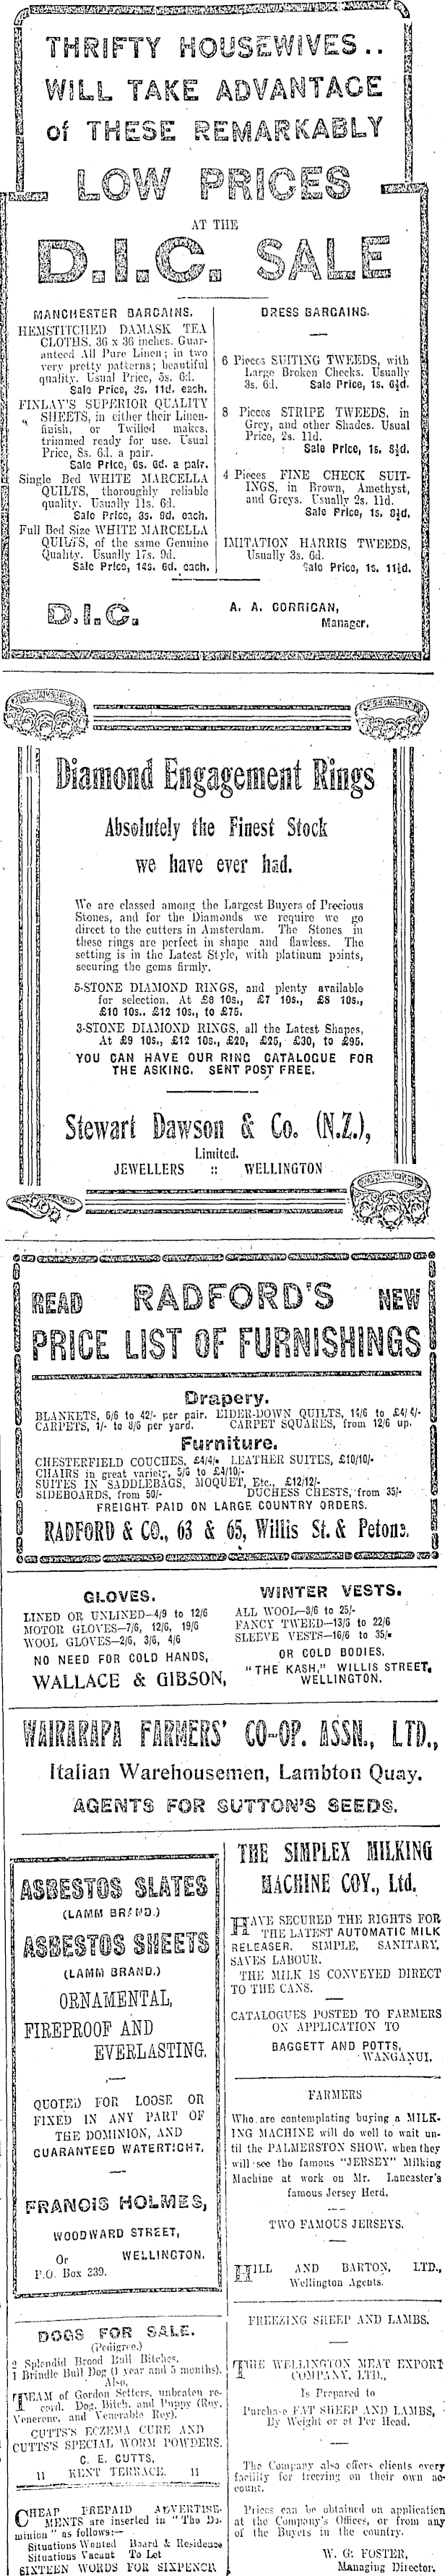 THRIFTY HOUSEWIVES..
WILL TAKE ADVANTAGE
of THESE REMARKABLY
LOW PRICES
AT THE
D.I.C. SALE
MANCHESTER BARGAINS.
HEMSTITCHED DAMASK TEA
CLOTHS, 36 x 36 inches. Guar-
anteed All Pure Linen; in two
very pretty patterns; beautiful
quality. Usual Price, 5s. 6d.
Sale Price, 3s. 11d. each.
FINLAY'S SUPERIOR QUALITY
SHEETS, in either their Linen-
finish, or Twilled makes,
trimmed ready for use. Usual
Price, 8s. 6d. a pair.
Sale Price, 6s. 6d. a pair.
Single Bed WHITE MARCELLA
QUILTS, thoroughly reliable
quality. Usually 11s. 6d.
Sale Price, 8s. 9d. each.
Full Bed Size WHITE MARCELLA
QUILTS, of the same Genuine
Quality. Usually 17s. 9d.
Sale Price, 14s. 6d. each.
DRESS BARGAINS.
6 Pieces SUITING TWEEDS, with
Large Broken Checks. Usually
3s. 6d. Sale Price, 1s. 6½d.
8 Pieces STRIPE TWEEDS, in
Grey, and other Shades. Usual
Price, 2s. 11d.
Sale Price, 1s. 8½d.
4 Pieces FINE CHECK SUIT-
INGS, in Brown, Amethyst,
and Greys. Usually 2s. 11d.
Sale Price, 1s. 8½d.
IMITATION HARRIS TWEEDS,
Usually 3s. 6d.
Sale Price, 1s. 11½d.
D.I.C.
A. A. CORRIGAN,
Manager.
Diamond Engagement Rings
Absolutely the Finest Stock
we have ever had.
We are classed among the Largest Buyers of Precious
Stones, and for the Diamonds we require we go
direct to the cutters in Amsterdam. The Stones in
these rings are perfect in shape and flawless. The
setting is in the Latest Style, with platinum points,
securing the gems firmly.
5-STONE DIAMOND RINGS, and plenty available
for selection. At £6 10s., £7 10s., £8 10s.,
£10 10s., £12 10s., to £75.
3-STONE DIAMOND RINGS, all the Latest Shapes,
At £9 10s., £12 10s., £20, £25, £30, to £95.
YOU CAN HAVE OUR RING CATALOGUE FOR
THE ASKING. SENT POST FREE.
Stewart Dawson & Co. (N.Z.),
Limited.
JEWELLERS :: WELLINGTON
READ RADFORD'S NEW
PRICE LIST OF FURNISHINGS
Drapery.
BLANKETS, 6/6 to 42/- per pair. EIDER-DOWN QUILTS, 14/6 to £4/4/-
CARPETS, 1/- to 8/6 per yard. CARPET SQUARES, from 12/6 up.
Furniture.
CHESTERFIELD COUCHES, £4/4/- LEATHER SUITES, £10/10/-
CHAIRS in great variety, 5/6 to £4/10/-
SUITES IN SADDLEBAGS, MOQUET, Etc., £12/12/-
SIDEBOARDS, from 50/- DUCHESS CHESTS, from 35/-
FREIGHT PAID ON LARGE COUNTRY ORDERS.
RADFORD & CO., 63 & 65, Willis St. & Petone.
GLOVES.
LINED OR UNLINED—4/9 to 12/6
MOTOR GLOVES—7/6, 12/6, 19/6
WOOL GLOVES—2/6, 3/6, 4/6
NO NEED FOR COLD HANDS,
WALLACE & GIBSON,
WINTER VESTS.
ALL WOOL—8/6 to 25/-
FANCY TWEED—13/6 to 22/6
SLEEVE VESTS—16/6 to 35/-
OR COLD BODIES.
"THE KASH," WILLIS STREET,
WELLINGTON.
WAIRARAPA FARMERS' CO-OP. ASSN., LTD.,
Italian Warehousemen, Lambton Quay.
AGENTS FOR SUTTON'S SEEDS.
ASBESTOS SLATES
(LAMM BRAND.)
ASBESTOS SHEETS
(LAMM BRAND.)
ORNAMENTAL,
FIREPROOF AND
EVERLASTING.
QUOTED FOR LOOSE OR
FIXED IN ANY PART OF
THE DOMINION, AND
GUARANTEED WATERTIGHT.
FRANCIS HOLMES,
WOODWARD STREET,
Or WELLINGTON.
P.O. Box 239.
DOGS FOR SALE.
(Pedigree.)
2 Splendid Brood Bull Bitches.
1 Brindle Bull Dog (1 year and 5 months).
Also,
TEAM of Gordon Setters, unbeaten re-
cord. Dog, Bitch, and Puppy (Roy,
Venerene, and Venerable Roy).
CUTTS'S ECZEMA CURE AND
CUTTS'S SPECIAL WORM POWDERS.
C. E. CUTTS,
11 KENT TERRACE. 11
CHEAP PREPAID ADVERTISE-
MENTS are inserted in "The Do-
minion" as follows:—
Situations Wanted Board & Residence
Situations Vacant To Let
SIXTEEN WORDS FOR SIXPENCE
THE SIMPLEX MILKING
MACHINE COY., Ltd.
HAVE SECURED THE RIGHTS FOR
THE LATEST AUTOMATIC MILK
RELEASER. SIMPLE, SANITARY,
SAVES LABOUR.
THE MILK IS CONVEYED DIRECT
TO THE CANS.
CATALOGUES POSTED TO FARMERS
ON APPLICATION TO
BAGGETT AND POTTS,
WANGANUI.
FARMERS
Who are contemplating buying a MILK-
ING MACHINE will do well to wait un-
til the PALMERSTON SHOW, when they
will see the famous "JERSEY" Milking
Machine at work on Mr. Lancaster's
famous Jersey Herd.
TWO FAMOUS JERSEYS.
HILL AND BARTON, LTD.,
Wellington Agents.
FREEZING SHEEP AND LAMBS.
THE WELLINGTON MEAT EXPORT
COMPANY, LTD.,
Is Prepared to
Purchase FAT SHEEP AND LAMBS,
By Weight or at Per Head.
The Company also offers clients every
facility for freezing on their own ac-
count.
Prices can be obtained on application
at the Company's Offices, or from any
of the Buyers in the country.
W. G. FOSTER,
Managing Director.